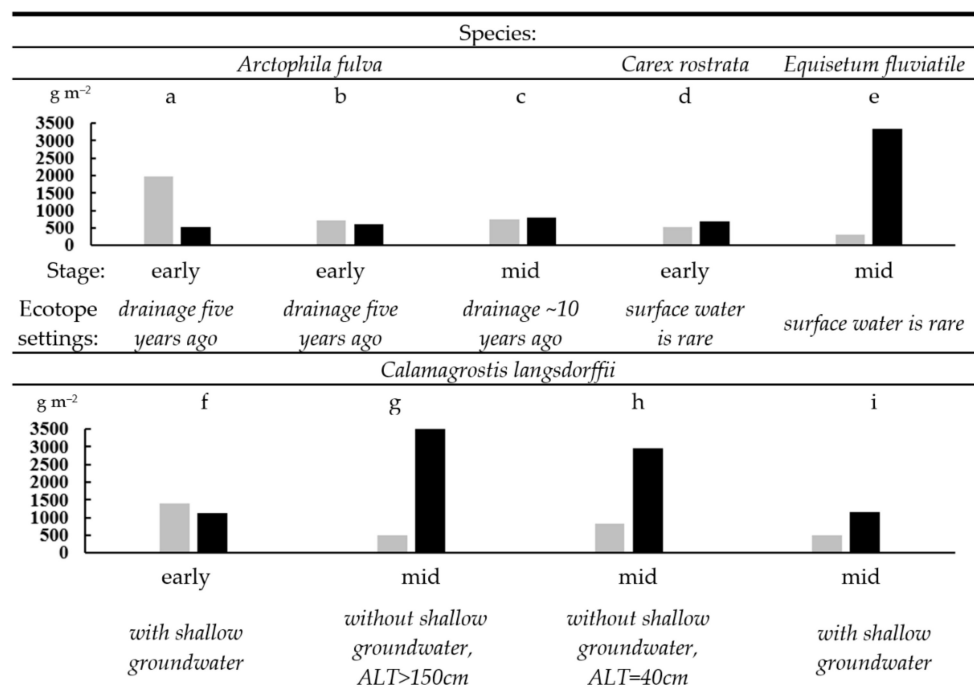 Species:
Arctophila fulva Carex rostrata Equisetum fluviatile
g m⁻² a b c d e
3500
3000
2500
2000
1500
1000
500
0
Stage: early early mid early mid
Ecotope drainage five drainage five drainage ~10 surface water
settings: years ago years ago years ago is rare surface water is rare
Calamagrostis langsdorffii
g m⁻² f g h i
3500
3000
2500
2000
1500
1000
500
0
early mid mid mid
with shallow without shallow without shallow with shallow
groundwater groundwater, groundwater, groundwater
ALT>150cm ALT=40cm